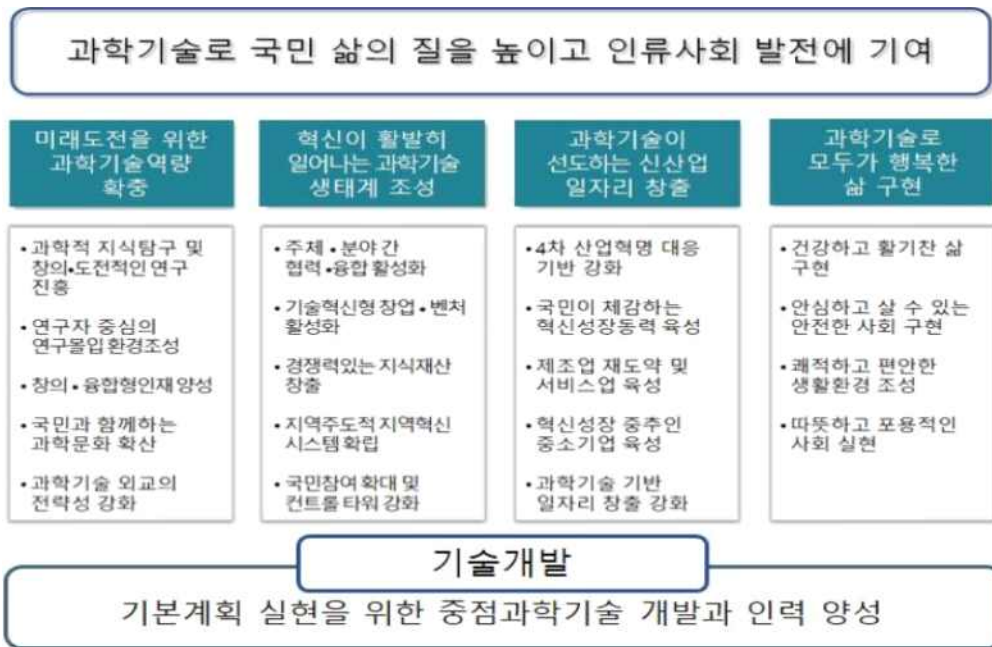 과학기술로 국민 삶의 질을 높이고 인류사회 발전에 기여
미래도전을 위한
과학기술역량
확충
• 과학적 지식탐구 및
창의•도전적인 연구
진흥
• 연구자 중심의
연구몰입환경조성
• 창의•융합형인재양성
• 국민과 함께하는
과학문화 확산
• 과학기술 외교의
전략성 강화
혁신이 활발히
일어나는 과학기술
생태계 조성
• 주체•분야 간
협력•융합 활성화
• 기술혁신형 창업•벤처
활성화
• 경쟁력있는 지식재산
창출
• 지역주도적 지역혁신
시스템 확립
• 국민참여 확대 및
컨트롤 타워 강화
과학기술이
선도하는 신산업
일자리 창출
• 4차 산업혁명 대응
기반 강화
• 국민이 체감하는
혁신성장동력 육성
• 제조업 재도약 및
서비스업 육성
• 혁신성장 중추인
중소기업 육성
• 과학기술 기반
일자리 창출 강화
과학기술로
모두가 행복한
삶 구현
• 건강하고 활기찬 삶
구현
• 안심하고 살 수 있는
안전한 사회 구현
• 쾌적하고 편안한
생활환경 조성
• 따뜻하고 포용적인
사회 실현
기술개발
기본계획 실현을 위한 중점과학기술 개발과 인력 양성